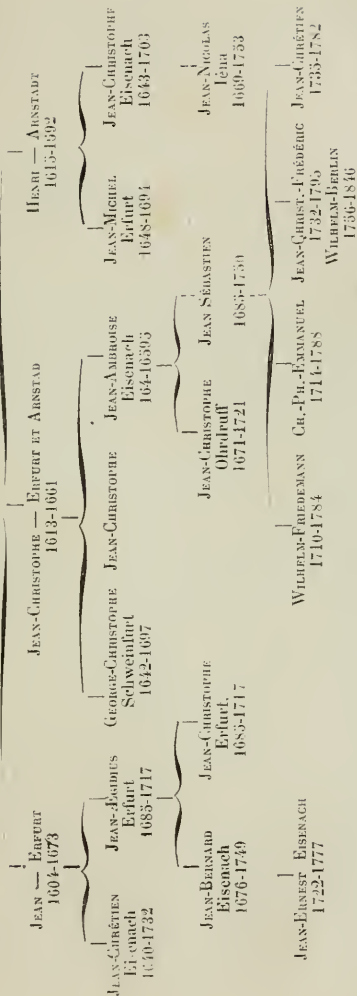 JEAN — ERFURT
1604-1673
JEAN-CHRISTOPHE — ERFURT ET ARNSTAD
1613-1661
HENRI — ARNSTADT
1615-1692
JEAN-CHRÉTIEN
Eisenach
1640-1732
JEAN-ÆGIDIUS
Erfurt
1685-1717
GEORGE-CHRISTOPHE
Schweinfurt
1642-1697
JEAN-CHRISTOPHE
JEAN-AMBROISE
Eisenach
164-16595
JEAN-MICHEL
Erfurt
1648-1694
JEAN-CHRISTOPHE
Eisenach
1643-1703
JEAN-BERNARD
Eisenach
1676-1749
JEAN-CHRISTOPHE
Erfurt.
1685-1717
JEAN-CHRISTOPHE
Ohrdruff
1671-1721
JEAN SÉBASTIEN
1685-1750
JEAN-NICOLAS
Iéna
1669-1753
JEAN-ERNEST EISENACH
1722-1777
WILHELM-FRIEDEMANN
1710-1784
CH.-PH.-EMMANUEL
1714-1788
JEAN-CHRIST.-FRÉDÉRIC
1732-1795
WILHELM-BERLIN
1756-1846
JEAN-CHRÉTIEN
1735-1782